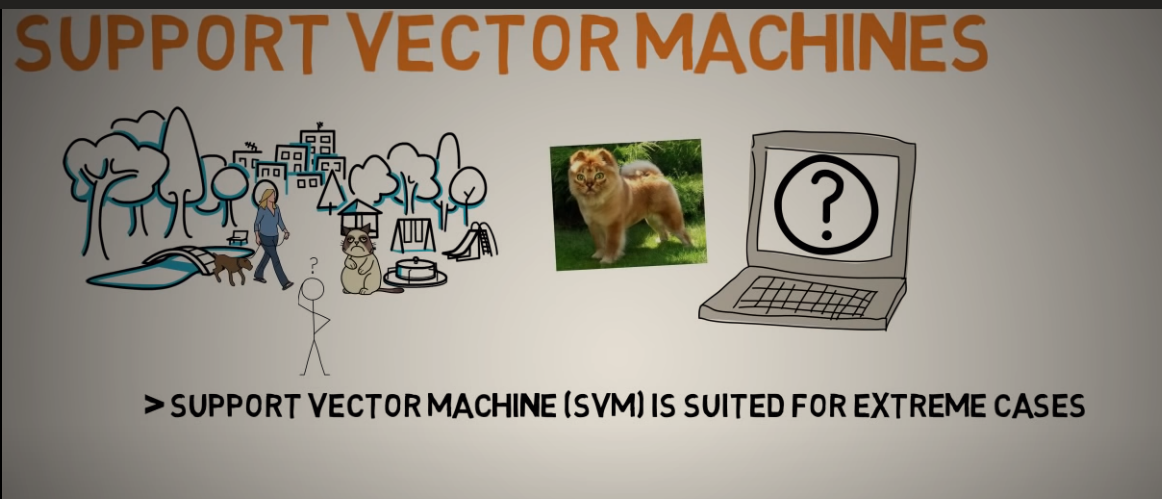 SUPPORT VECTOR MACHINES
?
?
> SUPPORT VECTOR MACHINE (SVM) IS SUITED FOR EXTREME CASES